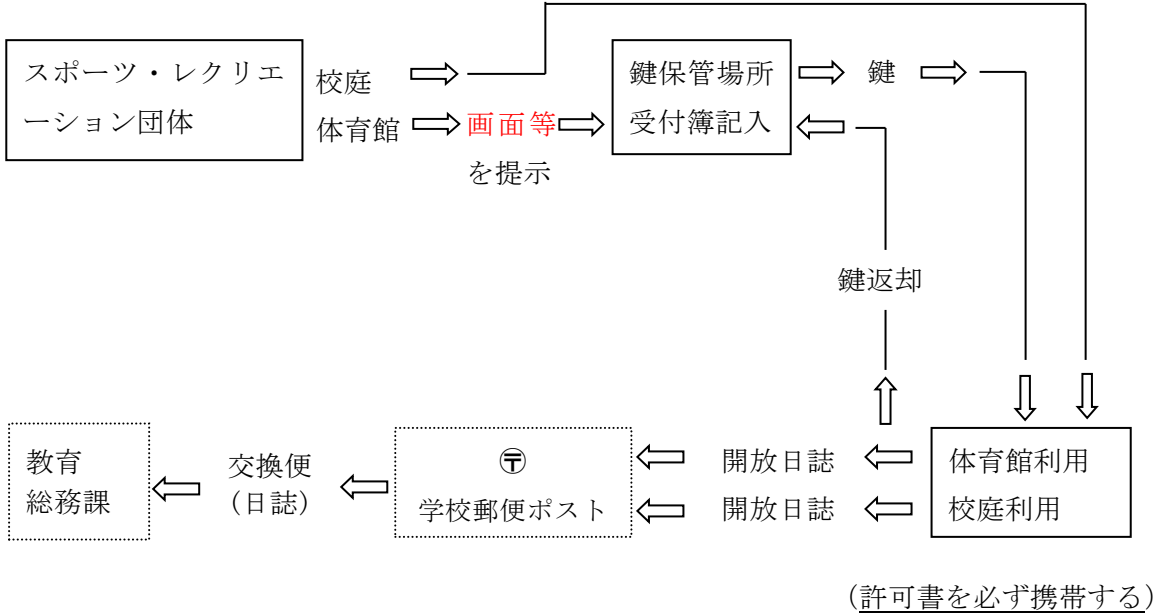 スポーツ・レクリエ
ーション団体
校庭
体育館
画面等
を提示
鍵保管場所
受付簿記入
鍵
鍵返却
体育館利用
校庭利用
開放日誌
開放日誌
〶
学校郵便ポスト
交換便
（日誌）
教育
総務課
（許可書を必ず携帯する）